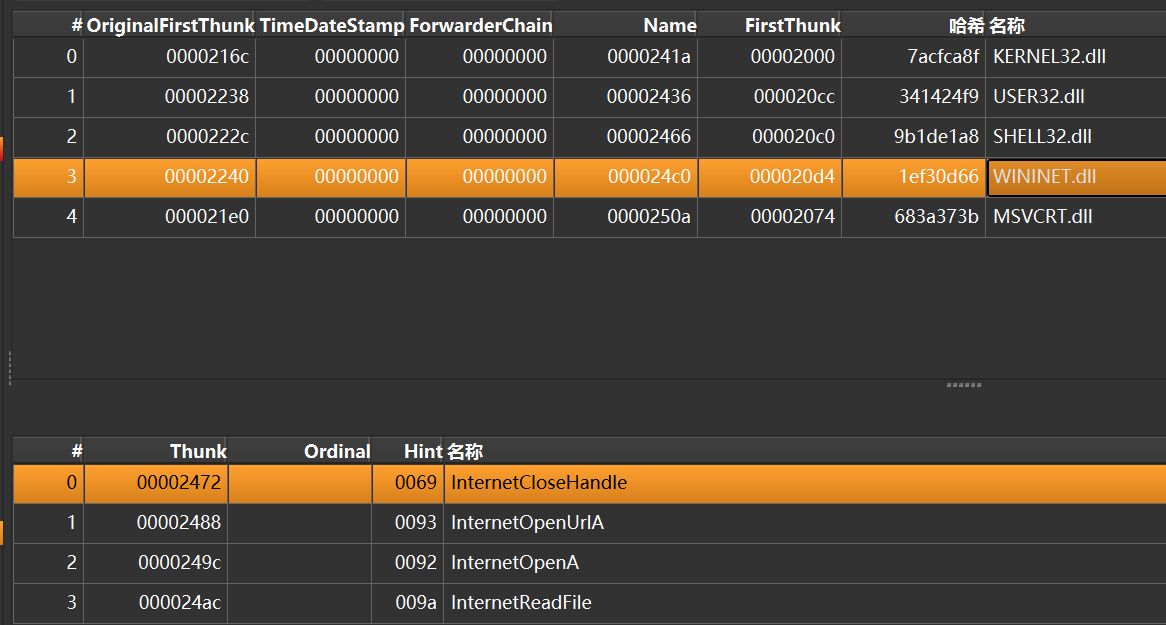 # OriginalFirstThunk TimeDateStamp ForwarderChain Name FirstThunk 哈希 名称
0 0000216c 00000000 00000000 0000241a 00002000 7acfca8f KERNEL32.dll
1 00002238 00000000 00000000 00002436 000020cc 341424f9 USER32.dll
2 0000222c 00000000 00000000 00002466 000020c0 9b1de1a8 SHELL32.dll
3 00002240 00000000 00000000 000024c0 000020d4 1ef30d66 WININET.dll
4 000021e0 00000000 00000000 0000250a 00002074 683a373b MSVCRT.dll
# Thunk Ordinal Hint 名称
0 00002472 0069 InternetCloseHandle
1 00002488 0093 InternetOpenUrlA
2 0000249c 0092 InternetOpenA
3 000024ac 009a InternetReadFile